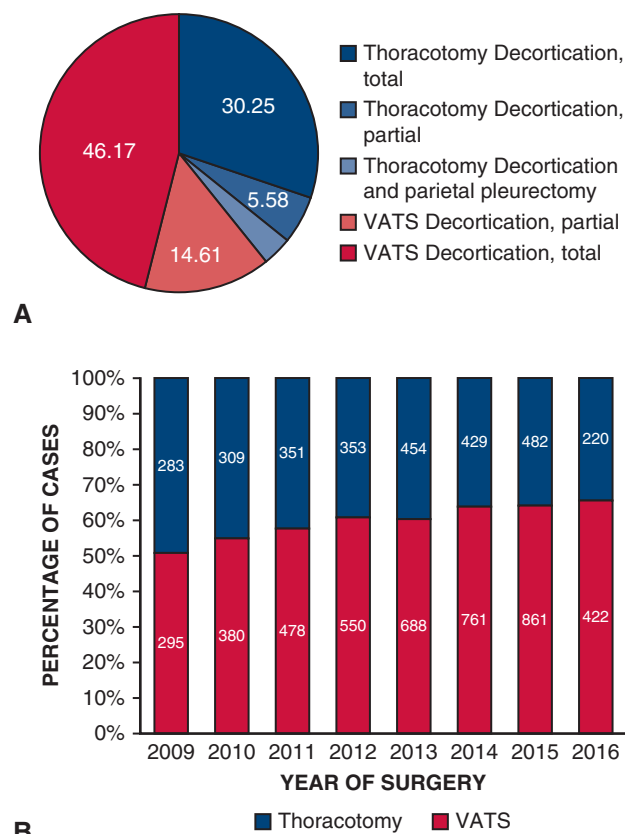 46.17
30.25
5.58
14.61
Thoracotomy Decortication,
total
Thoracotomy Decortication,
partial
Thoracotomy Decortication
and parietal pleurectomy
VATS Decortication, partial
VATS Decortication, total
A
PERCENTAGE OF CASES
100%
90%
80%
70%
60%
50%
40%
30%
20%
10%
0%
283 309 351 353 454 429 482 220
295 380 478 550 688 761 861 422
2009 2010 2011 2012 2013 2014 2015 2016
YEAR OF SURGERY
Thoracotomy VATS
B